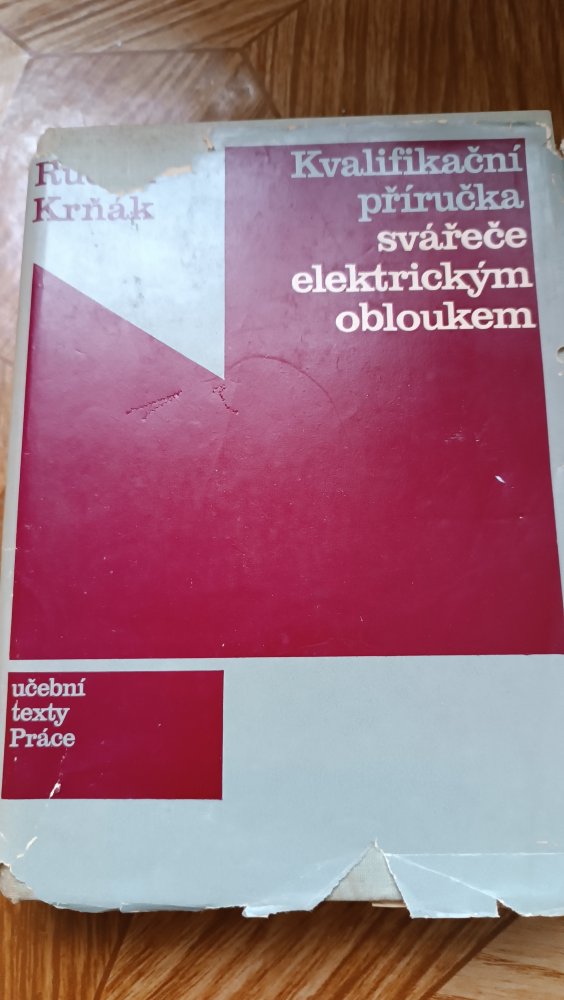 Krňák
Kvalifikační
příručka
svářeče
elektrickým
obloukem
učební
texty
Práce